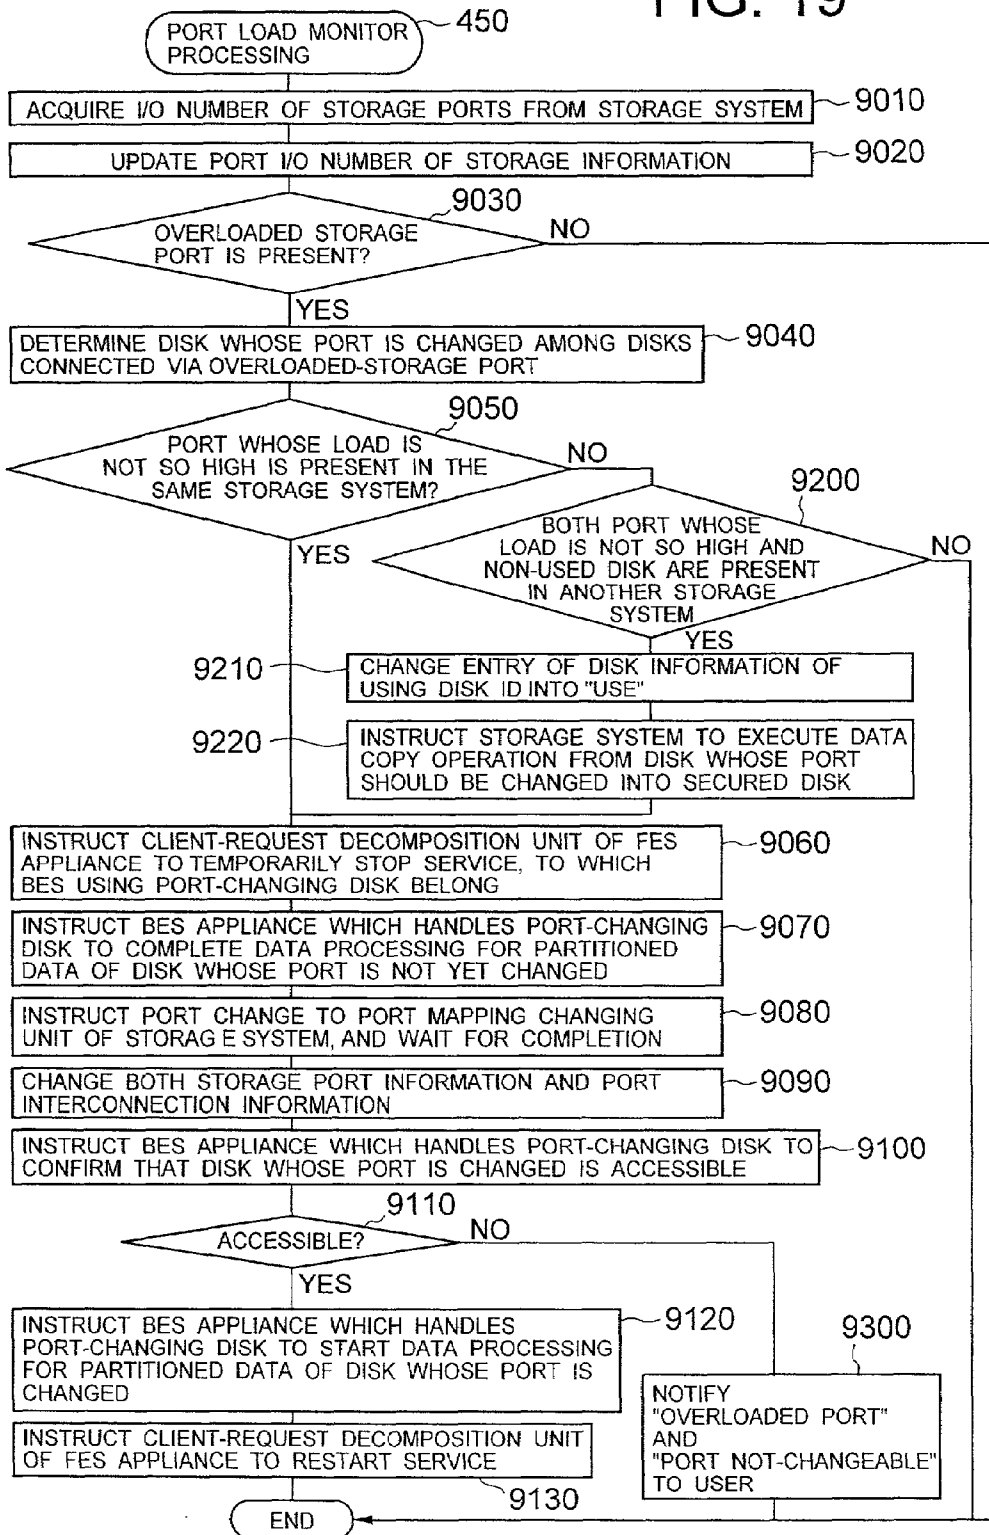 FIG. 19
PORT LOAD MONITOR
PROCESSING
450
ACQUIRE I/O NUMBER OF STORAGE PORTS FROM STORAGE SYSTEM
9010
UPDATE PORT I/O NUMBER OF STORAGE INFORMATION
9020
9030
OVERLOADED STORAGE
PORT IS PRESENT?
NO
YES
DETERMINE DISK WHOSE PORT IS CHANGED AMONG DISKS
CONNECTED VIA OVERLOADED-STORAGE PORT
9040
9050
PORT WHOSE LOAD IS
NOT SO HIGH IS PRESENT IN THE
SAME STORAGE SYSTEM?
NO
YES
9200
BOTH PORT WHOSE
LOAD IS NOT SO HIGH AND
NON-USED DISK ARE PRESENT
IN ANOTHER STORAGE
SYSTEM
NO
YES
9210
CHANGE ENTRY OF DISK INFORMATION OF
USING DISK ID INTO "USE"
9220
INSTRUCT STORAGE SYSTEM TO EXECUTE DATA
COPY OPERATION FROM DISK WHOSE PORT
SHOULD BE CHANGED INTO SECURED DISK
INSTRUCT CLIENT-REQUEST DECOMPOSITION UNIT OF FES
APPLIANCE TO TEMPORARILY STOP SERVICE, TO WHICH
BES USING PORT-CHANGING DISK BELONG
9060
INSTRUCT BES APPLIANCE WHICH HANDLES PORT-CHANGING
DISK TO COMPLETE DATA PROCESSING FOR PARTITIONED
DATA OF DISK WHOSE PORT IS NOT YET CHANGED
9070
INSTRUCT PORT CHANGE TO PORT MAPPING CHANGING
UNIT OF STORAGE SYSTEM, AND WAIT FOR COMPLETION
9080
CHANGE BOTH STORAGE PORT INFORMATION AND PORT
INTERCONNECTION INFORMATION
9090
INSTRUCT BES APPLIANCE WHICH HANDLES PORT-CHANGING DISK TO
CONFIRM THAT DISK WHOSE PORT IS CHANGED IS ACCESSIBLE
9100
9110
ACCESSIBLE?
NO
YES
INSTRUCT BES APPLIANCE WHICH HANDLES
PORT-CHANGING DISK TO START DATA PROCESSING
FOR PARTITIONED DATA OF DISK WHOSE PORT IS
CHANGED
9120
9300
NOTIFY
"OVERLOADED PORT"
AND
"PORT NOT-CHANGEABLE"
TO USER
INSTRUCT CLIENT-REQUEST DECOMPOSITION UNIT
OF FES APPLIANCE TO RESTART SERVICE
9130
END